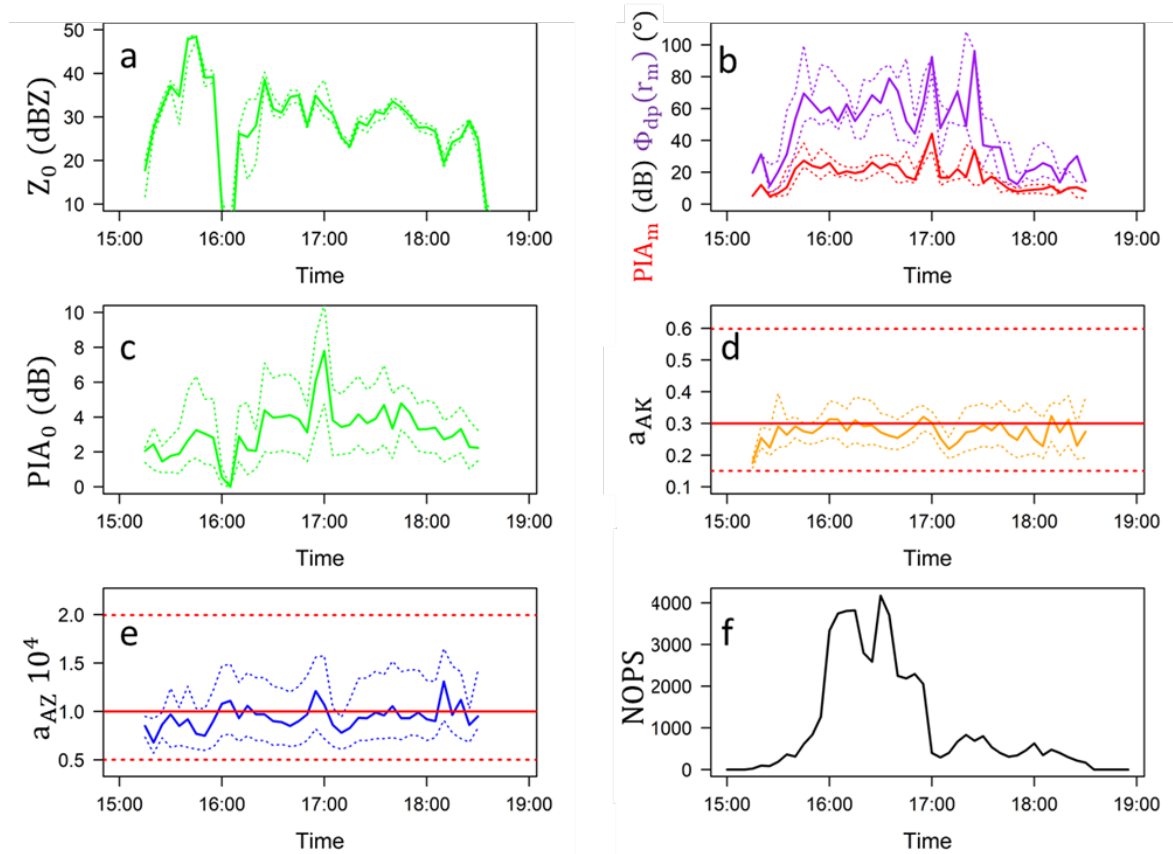 a
Z₀ (dBZ)
50
40
30
20
10
15:00 16:00 17:00 18:00 19:00
Time
b
PIAₘ (dB) Φdp(rₘ) (°)
100
80
60
40
20
0
15:00 16:00 17:00 18:00 19:00
Time
c
PIA₀ (dB)
10
8
6
4
2
0
15:00 16:00 17:00 18:00 19:00
Time
d
aAK
0.6
0.5
0.4
0.3
0.2
0.1
15:00 16:00 17:00 18:00 19:00
Time
e
aAZ 10⁴
2.0
1.5
1.0
0.5
15:00 16:00 17:00 18:00 19:00
Time
f
NOPS
4000
3000
2000
1000
0
15:00 16:00 17:00 18:00 19:00
Time